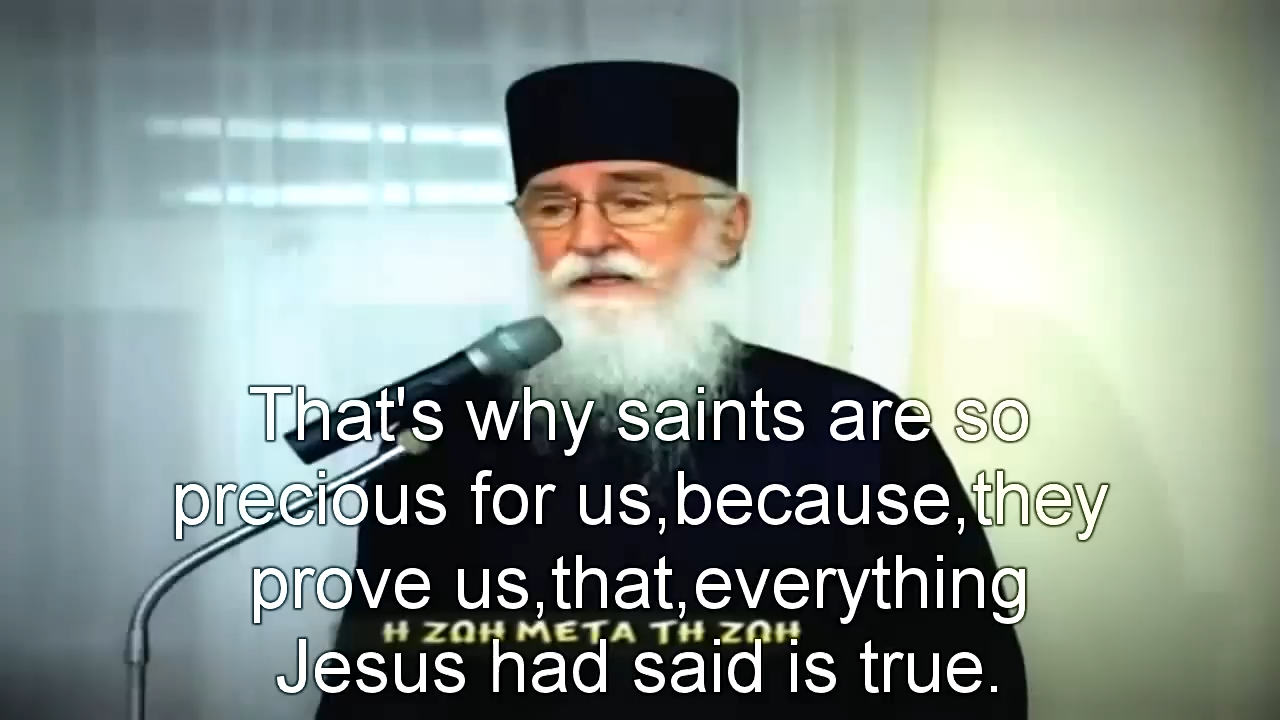 That's why saints are so
precious for us,because,they
prove us,that,everything
Η ΖΩΗ ΜΕΤΑ ΤΗ ΖΩΗ
Jesus had said is true.